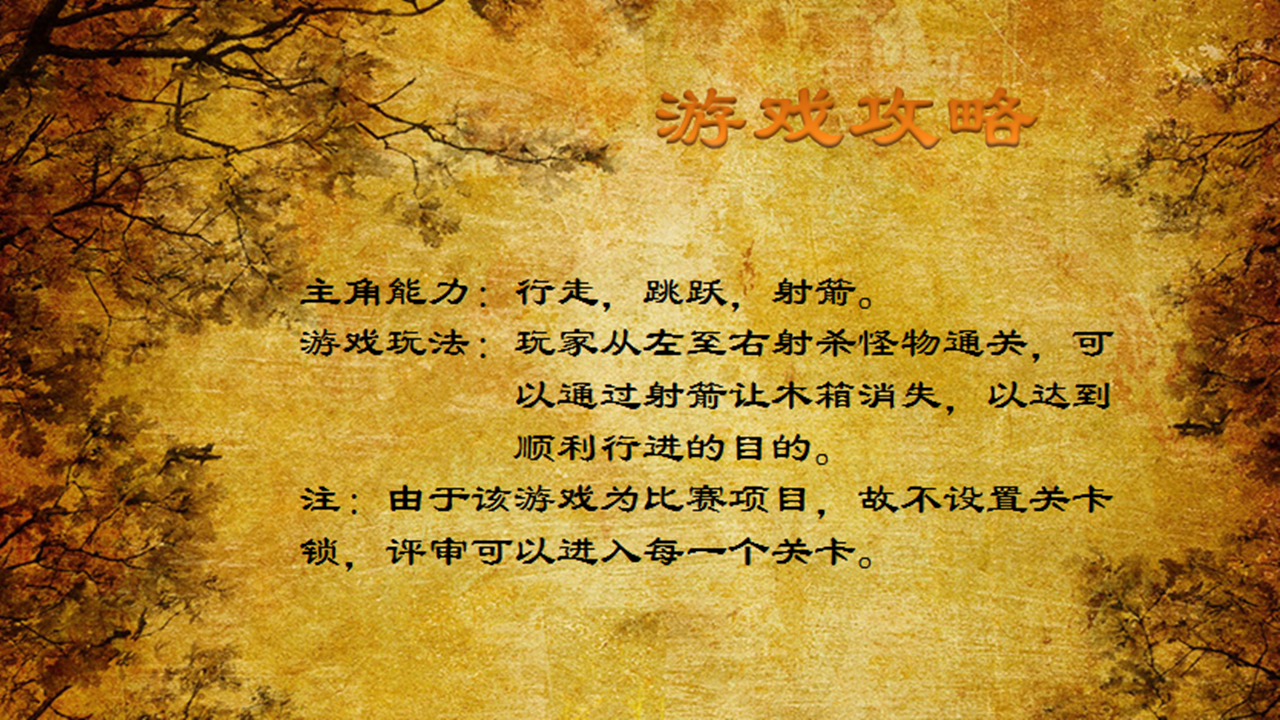 游戏攻略
主角能力：行走，跳跃，射箭。
游戏玩法：玩家从左至右射杀怪物通关，可
以通过射箭让木箱消失，以达到
顺利行进的目的。
注：由于该游戏为比赛项目，故不设置关卡
锁，评审可以进入每一个关卡。